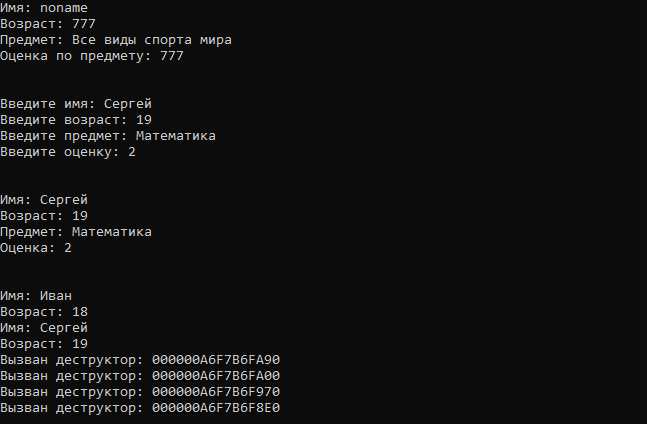 Имя: noname
Возраст: 777
Предмет: Все виды спорта мира
Оценка по предмету: 777
Введите имя: Сергей
Введите возраст: 19
Введите предмет: Математика
Введите оценку: 2
Имя: Сергей
Возраст: 19
Предмет: Математика
Оценка: 2
Имя: Иван
Возраст: 18
Имя: Сергей
Возраст: 19
Вызван деструктор: 000000A6F7B6FA90
Вызван деструктор: 000000A6F7B6FA00
Вызван деструктор: 000000A6F7B6F970
Вызван деструктор: 000000A6F7B6F8E0